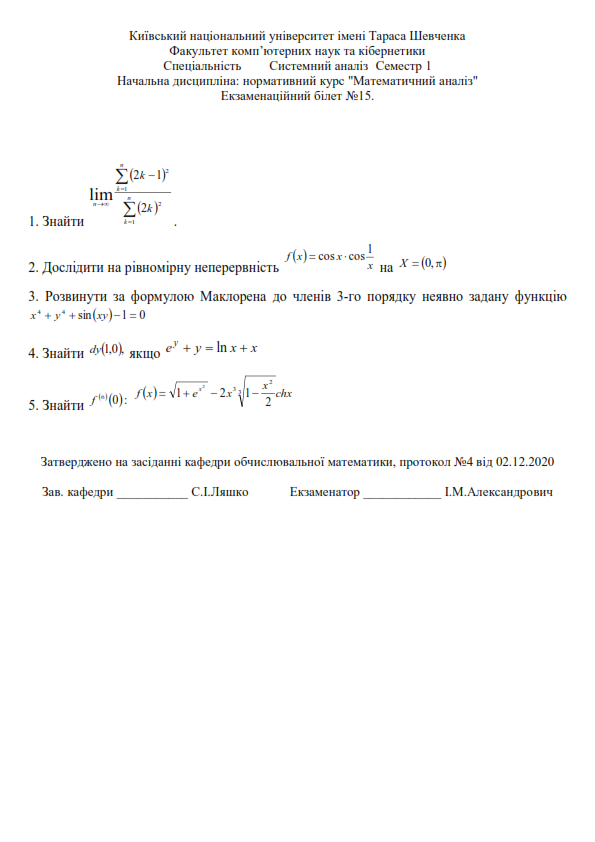 Київський національний університет імені Тараса Шевченка
Факультет комп’ютерних наук та кібернетики
Спеціальність Системний аналіз Семестр 1
Начальна дисципліна: нормативний курс "Математичний аналіз"
Екзаменаційний білет №15.
1. Знайти $\lim_{n \to \infty} \frac{\sum_{k=1}^{n} (2k-1)^2}{\sum_{k=1}^{n} (2k)^2}$ .
2. Дослідити на рівномірну неперервність $f(x) = \cos x \cdot \cos \frac{1}{x}$ на $X = (0, \pi)$
3. Розвинути за формулою Маклорена до членів 3-го порядку неявно задану функцію
$x^4 + y^4 + \sin(xy) - 1 = 0$
4. Знайти $dy(1,0)$, якщо $e^y + y = \ln x + x$
5. Знайти $f^{(6)}(0)$: $f(x) = \sqrt{1 + e^{x^2}} - 2x^3 \sqrt[3]{1 - \frac{x^2}{2}} chx$
Затверджено на засіданні кафедри обчислювальної математики, протокол №4 від 02.12.2020
Зав. кафедри ___________ С.І.Ляшко Екзаменатор ____________ І.М.Александрович